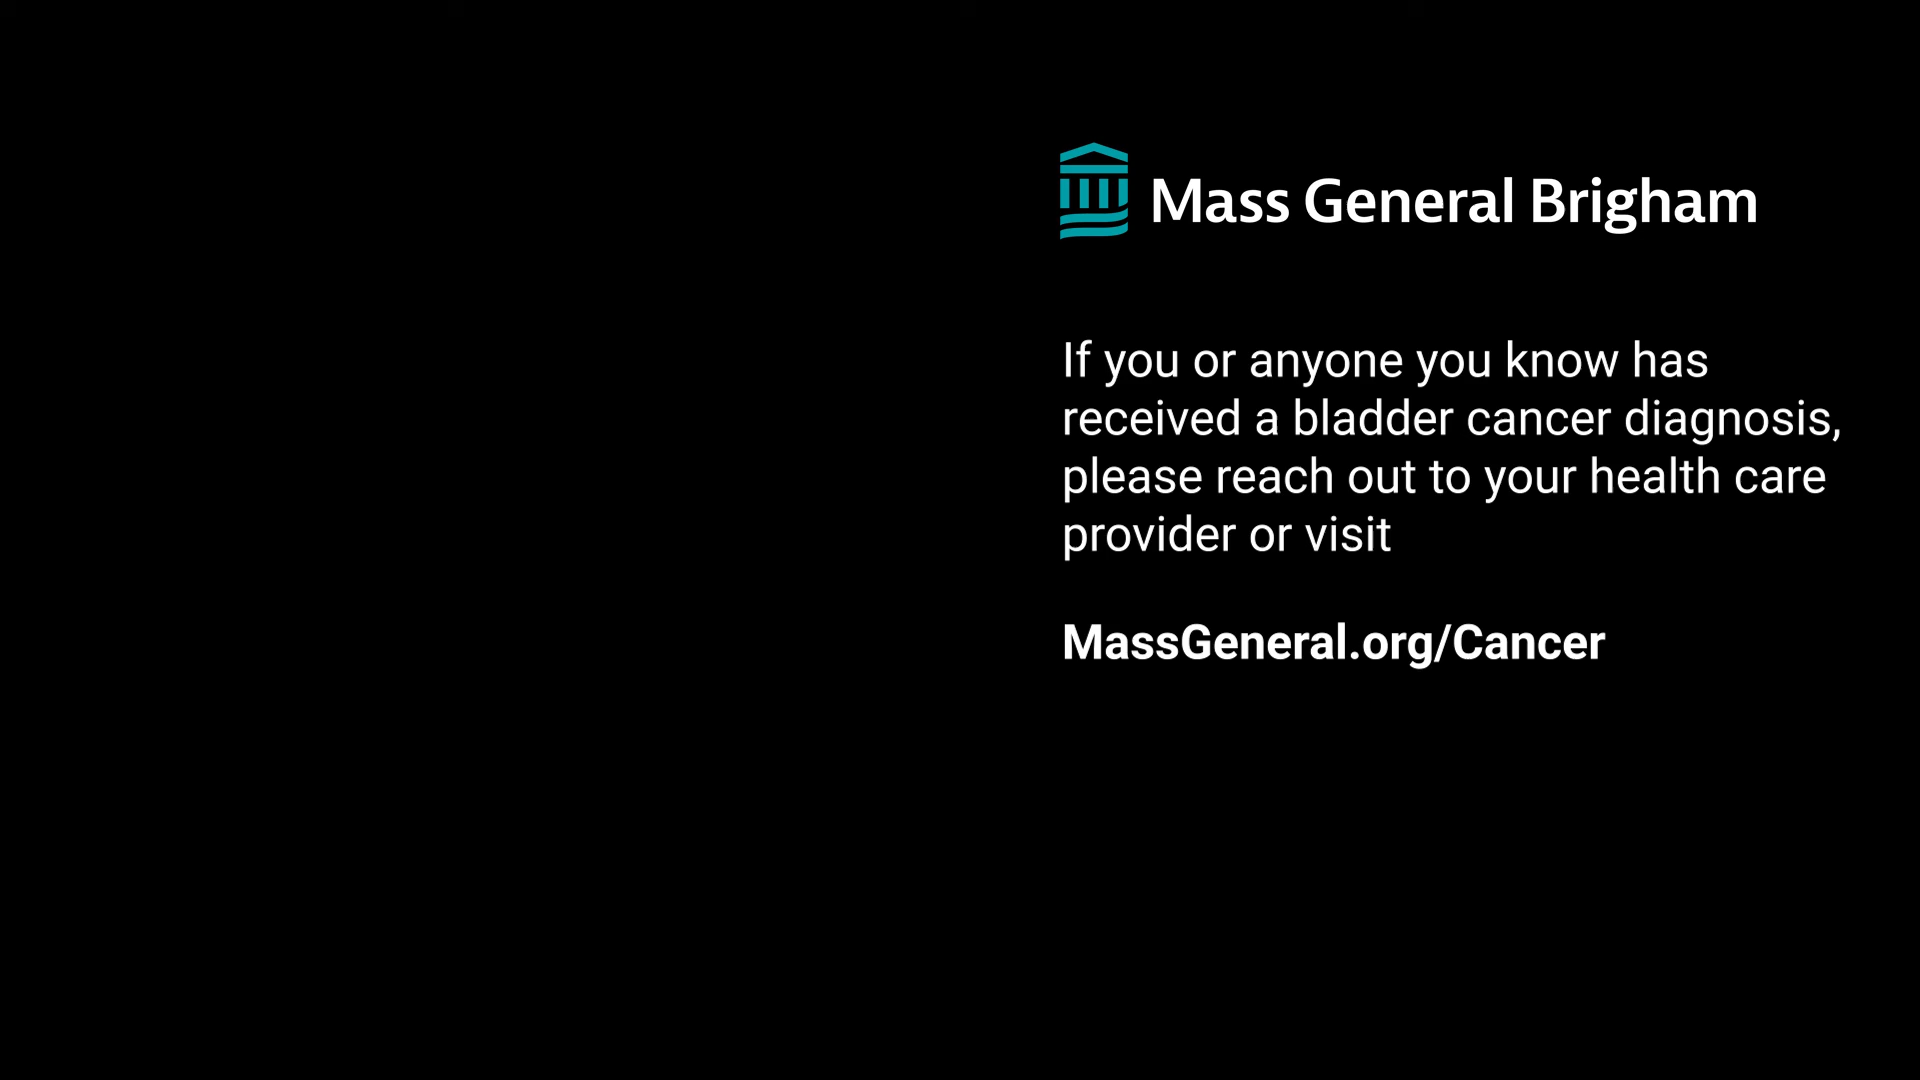 Mass General Brigham
If you or anyone you know has
received a bladder cancer diagnosis,
please reach out to your health care
provider or visit
MassGeneral.org/Cancer